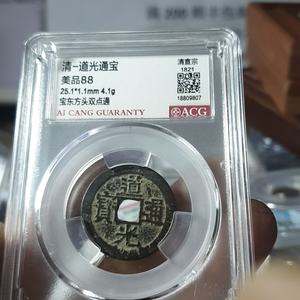 清-道光通宝
美品88
25.1*1.1mm 4.1g
宝东方头双点通
AI CANG GUARANTY
清宣宗
1821
18809807
ACG
道光通寶